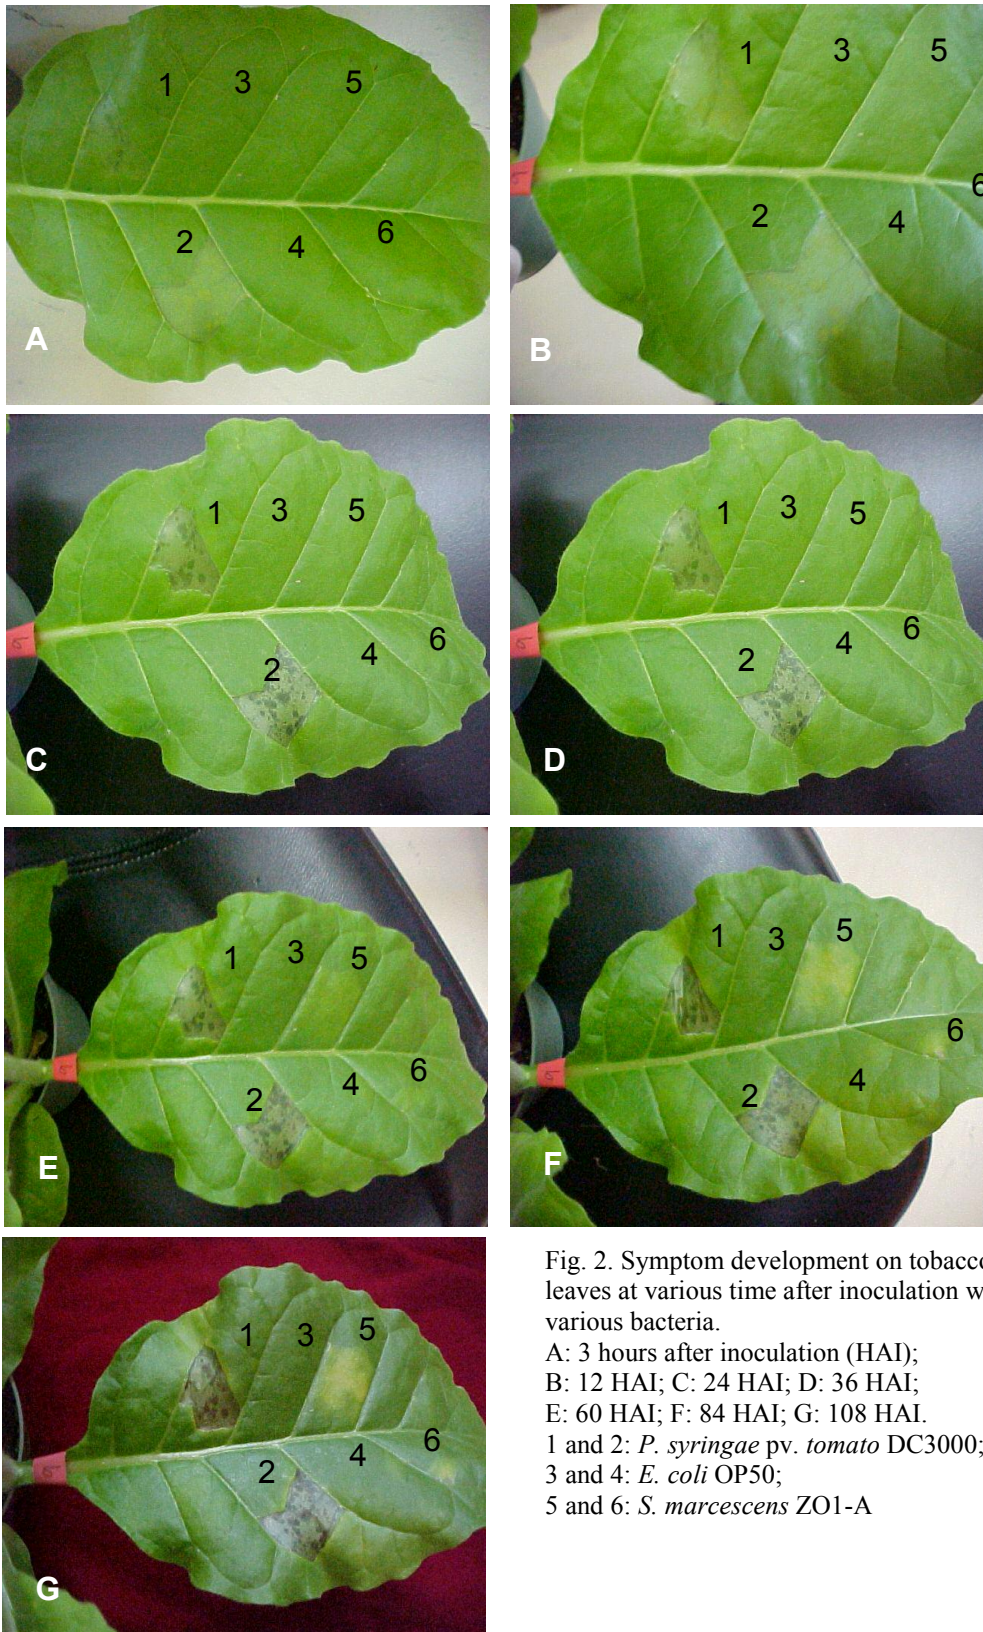 1 3 5
2 4 6
A
1 3 5
6
2 4
B
1 3 5
2 4 6
C
1 3 5
2 4 6
D
1 3 5
2 4 6
E
1 3 5
2 4 6
F
1 3 5
2 4 6
G
Fig. 2. Symptom development on tobacco
leaves at various time after inoculation w
various bacteria.
A: 3 hours after inoculation (HAI);
B: 12 HAI; C: 24 HAI; D: 36 HAI;
E: 60 HAI; F: 84 HAI; G: 108 HAI.
1 and 2: P. syringae pv. tomato DC3000;
3 and 4: E. coli OP50;
5 and 6: S. marcescens ZO1-A